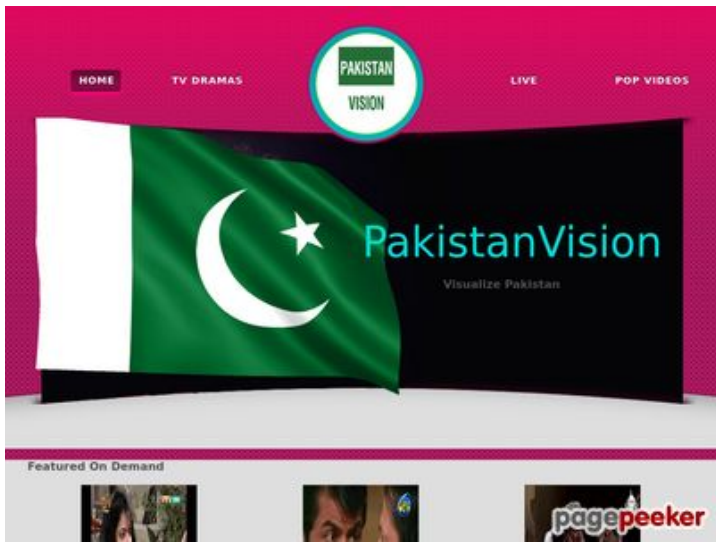 HOME
TV DRAMAS
PAKISTAN
VISION
LIVE
POP VIDEOS
PakistanVision
Visualize Pakistan
Featured On Demand
pagepeeker